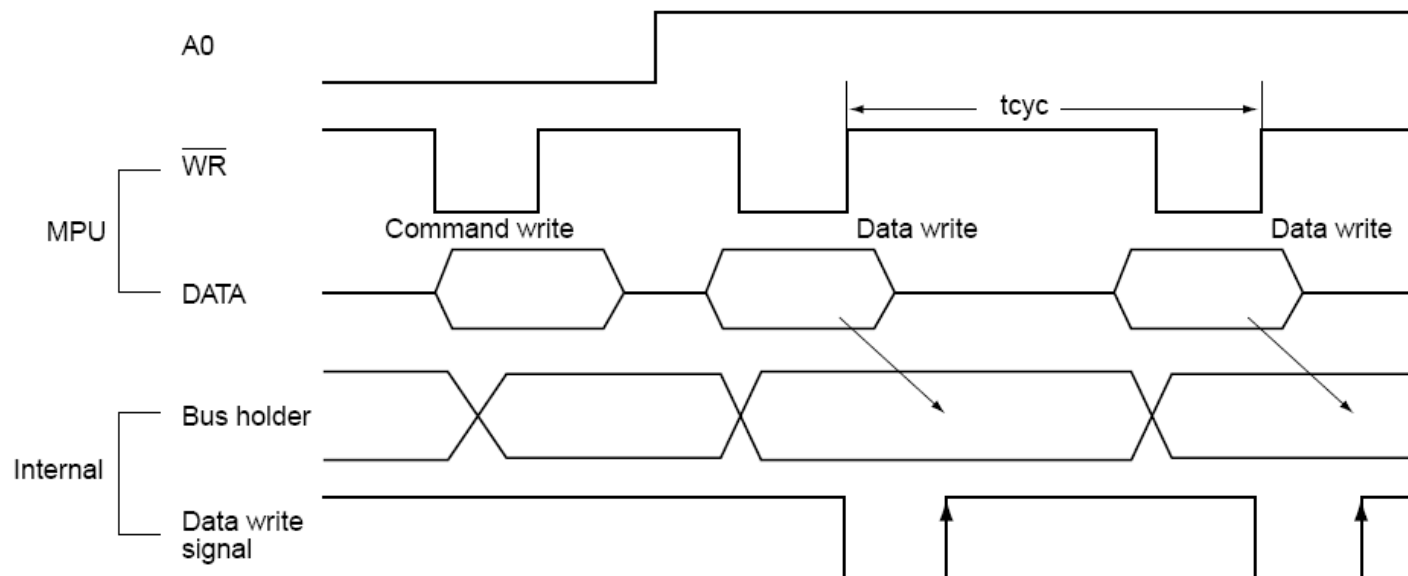 A0
tcyc
WR
MPU
Command write
Data write
Data write
DATA
Bus holder
Internal
Data write
signal